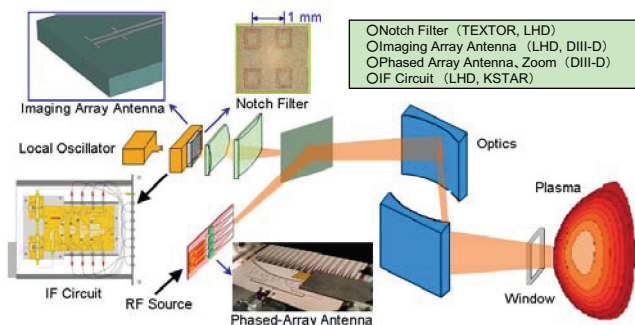 1 mm
○Notch Filter（TEXTOR, LHD）
○Imaging Array Antenna（LHD, DIII-D）
○Phased Array Antenna、Zoom（DIII-D）
○IF Circuit（LHD, KSTAR）
Imaging Array Antenna
Notch Filter
Local Oscillator
Optics
Plasma
IF Circuit
RF Source
Phased-Array Antenna
Window